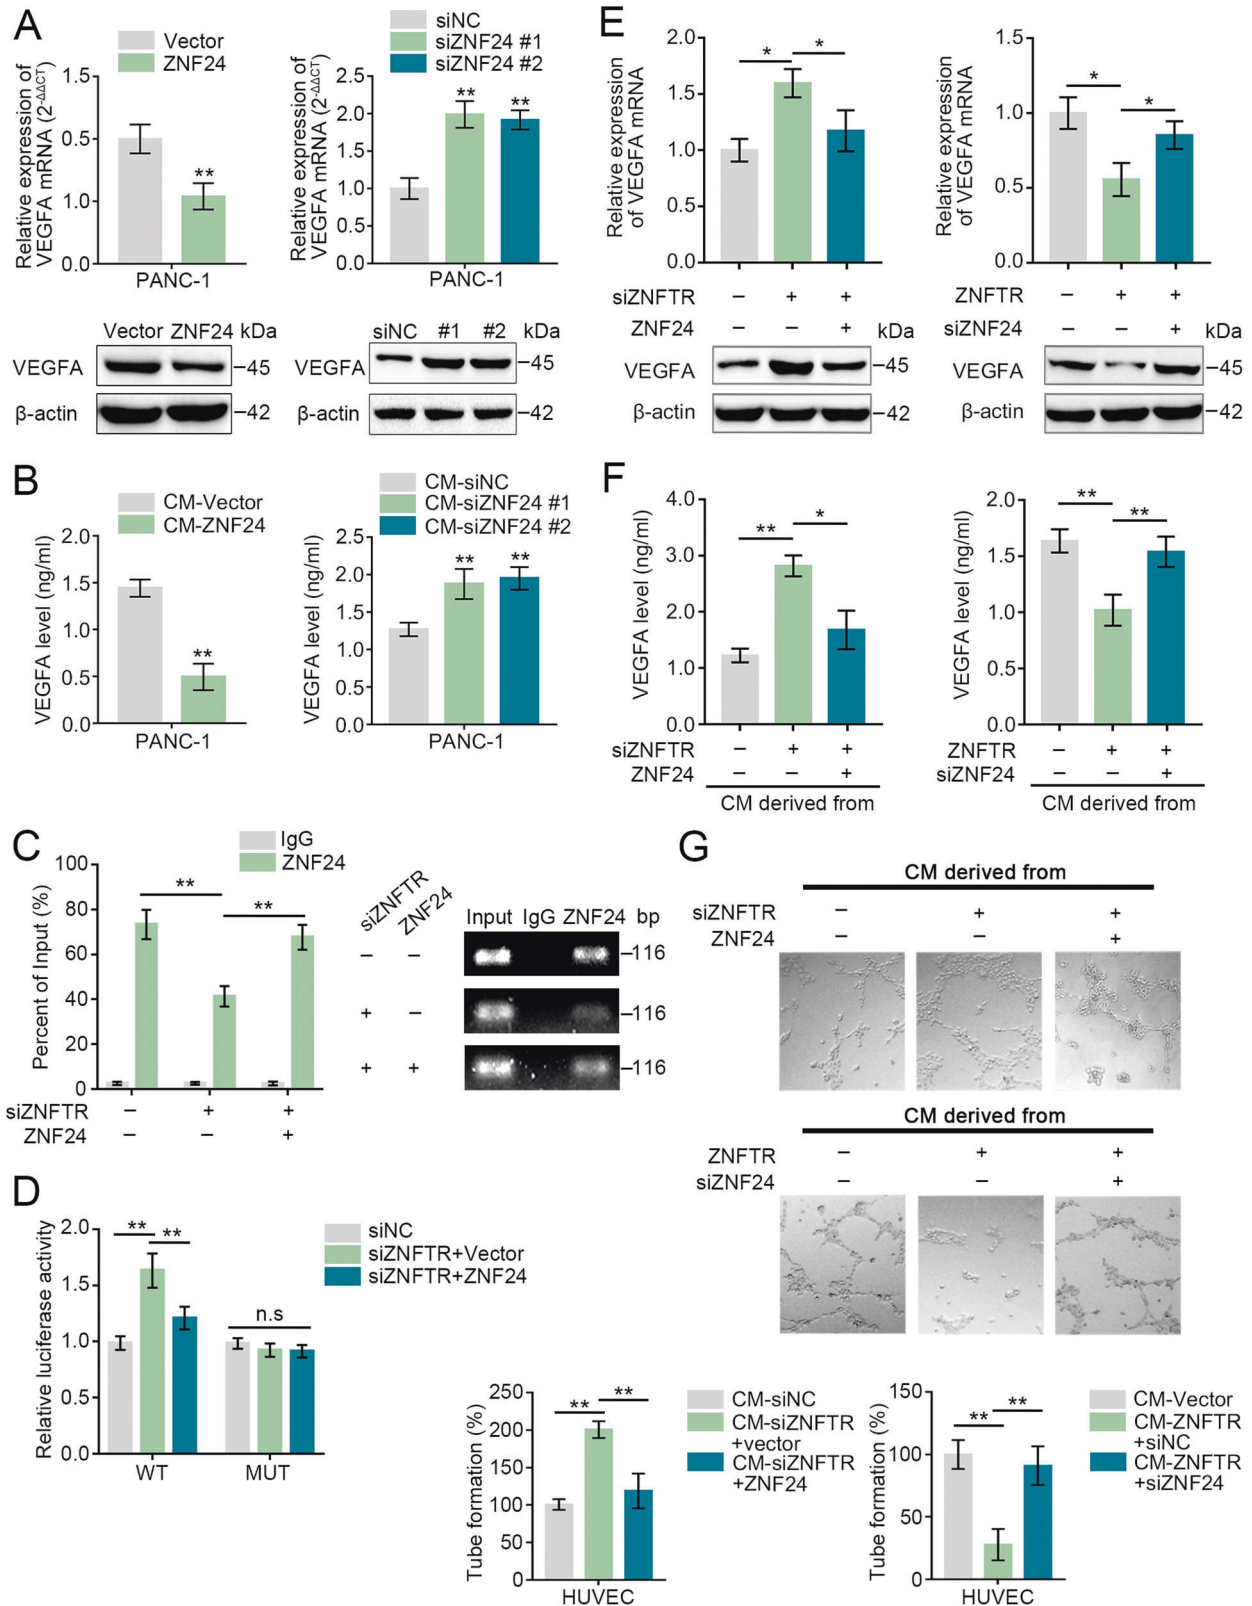 A
Vector
ZNF24
Relative expression of
VEGFA mRNA (2-ΔΔCT)
1.5
0.5
1.0
0.0
**
PANC-1
siNC
siZNF24 #1
siZNF24 #2
Relative expression of
VEGFA mRNA (2-ΔΔCT)
2.5
2.0
1.5
1.0
0.5
0.0
** **
PANC-1
Vector ZNF24 kDa
VEGFA –45
β-actin –42
siNC #1 #2 kDa
VEGFA –45
β-actin –42
B
CM-Vector
CM-ZNF24
VEGFA level (ng/ml)
2.0
1.5
1.0
0.5
0.0
**
PANC-1
CM-siNC
CM-siZNF24 #1
CM-siZNF24 #2
VEGFA level (ng/ml)
2.5
2.0
1.5
1.0
0.5
0.0
** **
PANC-1
C
IgG
ZNF24
Percent of Input (%)
100
80
60
40
20
0
** **
siZNFTR – + +
ZNF24 – – +
siZNFTR
ZNF24
Input IgG ZNF24 bp
– – –116
+ – –116
+ + –116
D
siNC
siZNFTR+Vector
siZNFTR+ZNF24
Relative luciferase activity
2.0
1.5
1.0
0.5
0.0
** **
n.s
WT MUT
E
Relative expression
of VEGFA mRNA
2.0
1.5
1.0
0.5
0.0
* *
siZNFTR – + +
ZNF24 – – + kDa
VEGFA –45
β-actin –42
Relative expression
of VEGFA mRNA
1.5
1.0
0.5
0.0
* *
ZNFTR – + +
siZNF24 – – + kDa
VEGFA –45
β-actin –42
F
VEGFA level (ng/ml)
4.0
3.0
2.0
1.0
0.0
** *
siZNFTR – + +
ZNF24 – – +
CM derived from
VEGFA level (ng/ml)
2.0
1.5
1.0
1.5
0.0
** **
ZNFTR – + +
siZNF24 – – +
CM derived from
G
CM derived from
siZNFTR – + +
ZNF24 – – +
CM derived from
ZNFTR – + +
siZNF24 – – +
Tube formation (%)
250
200
150
100
50
0
** **
HUVEC
CM-siNC
CM-siZNFTR
+vector
CM-siZNFTR
+ZNF24
Tube formation (%)
150
100
50
0
** **
HUVEC
CM-Vector
CM-ZNFTR
+siNC
CM-ZNFTR
+siZNF24